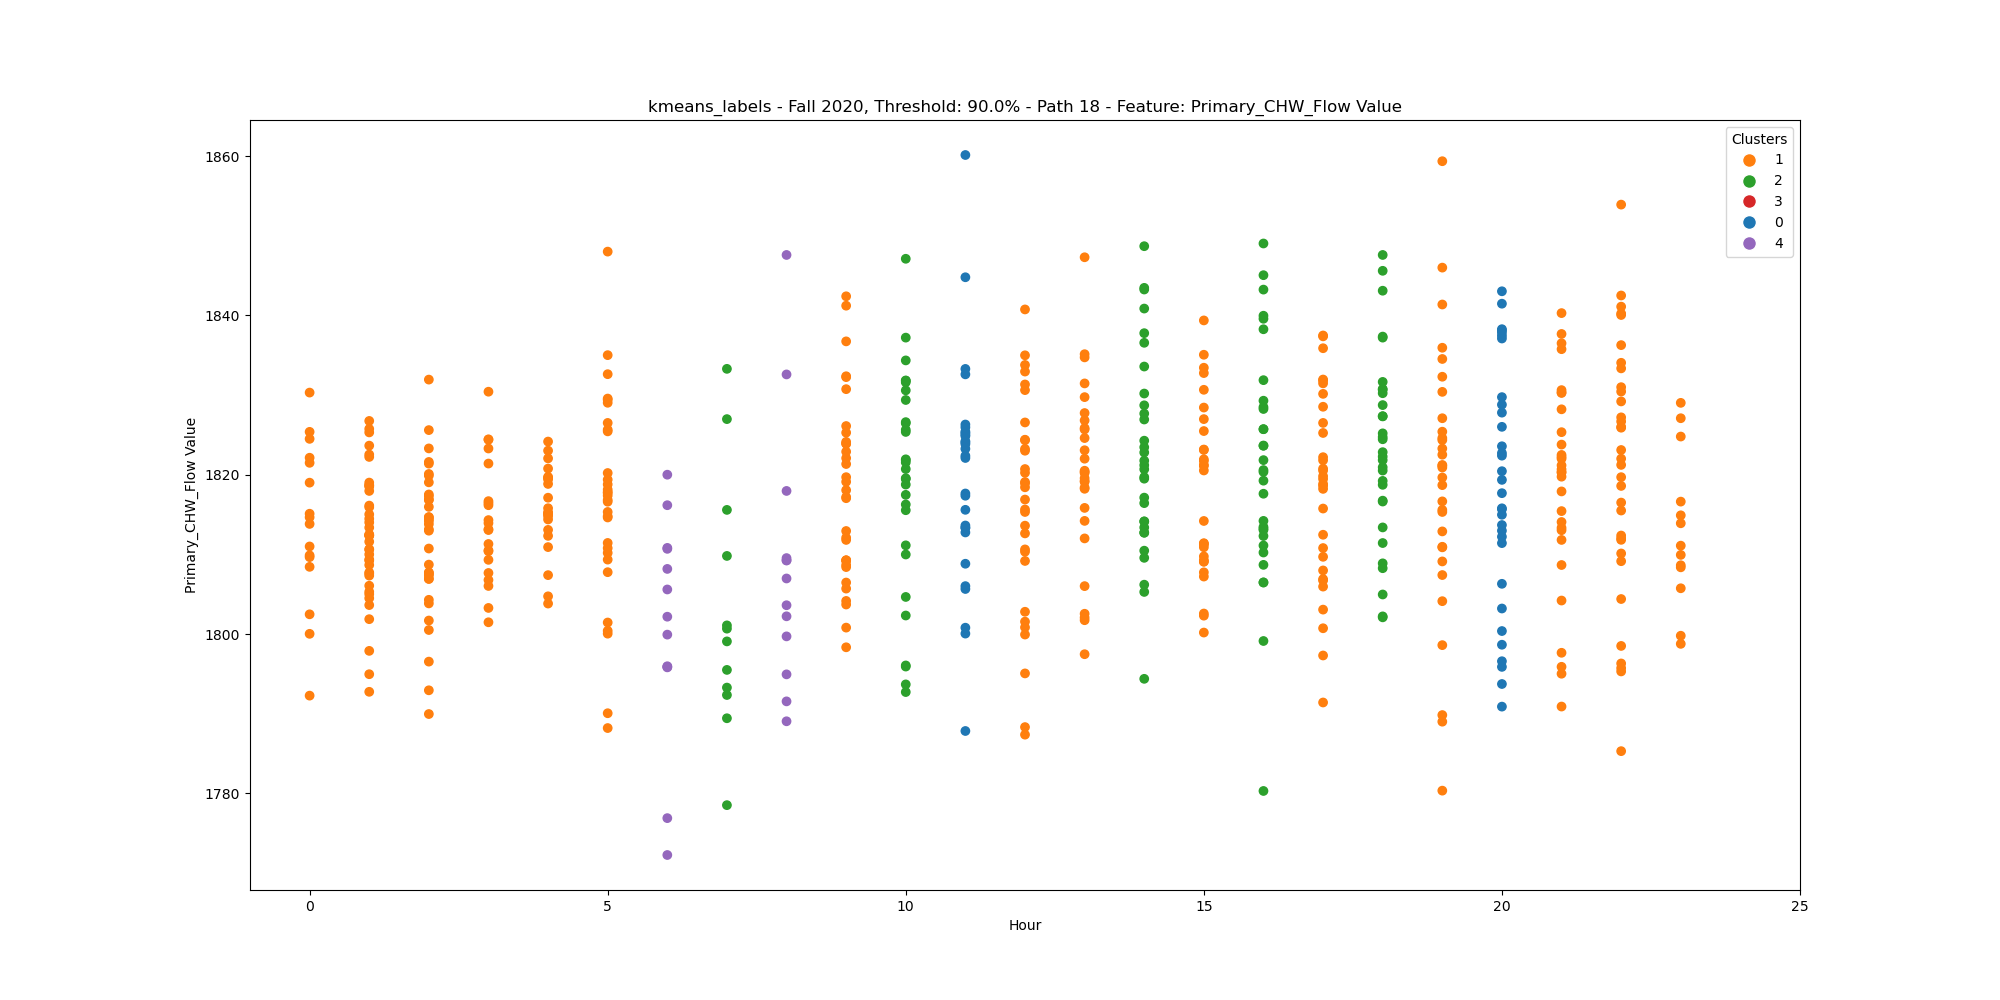 kmeans_labels - Fall 2020, Threshold: 90.0% - Path 18 - Feature: Primary_CHW_Flow Value
Clusters
1
2
3
0
4
1860
1840
1820
1800
1780
Primary_CHW_Flow Value
0 5 10 15 20 25
Hour